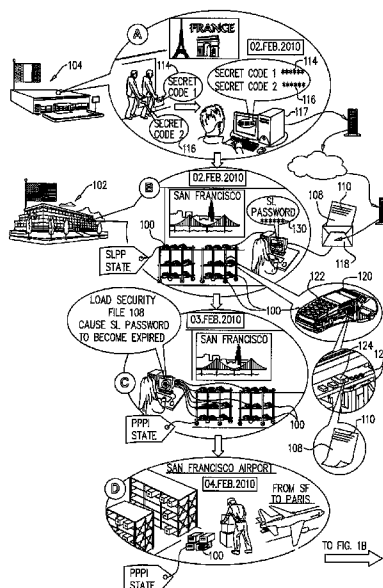 A
FRANCE
02.FEB.2010
114
104
114
SECRET CODE 1
SECRET CODE 1 ******
SECRET CODE 2 ******
116
117
SECRET CODE 2
116
02.FEB.2010
102
B
SAN FRANCISCO
SL PASSWORD ******
130
108
110
118
100
SLPP STATE
100
122
120
03.FEB.2010
LOAD SECURITY
FILE 108
CAUSE SL PASSWORD
TO BECOME EXPIRED
SAN FRANCISCO
124
C
100
110
PPPI STATE
108
SAN FRANCISCO AIRPORT
D
04.FEB.2010
FROM SF
TO PARIS
100
PPPI STATE
TO FIG. 1B